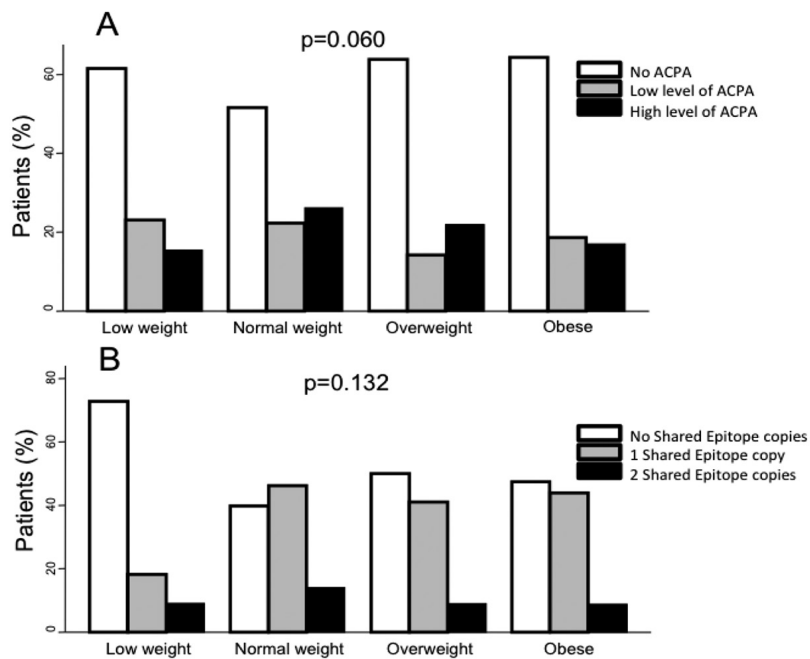 A
p=0.060
No ACPA
Low level of ACPA
High level of ACPA
Patients (%)
60
40
20
0
Low weight Normal weight Overweight Obese
B
p=0.132
No Shared Epitope copies
1 Shared Epitope copy
2 Shared Epitope copies
Patients (%)
80
60
40
20
0
Low weight Normal weight Overweight Obese